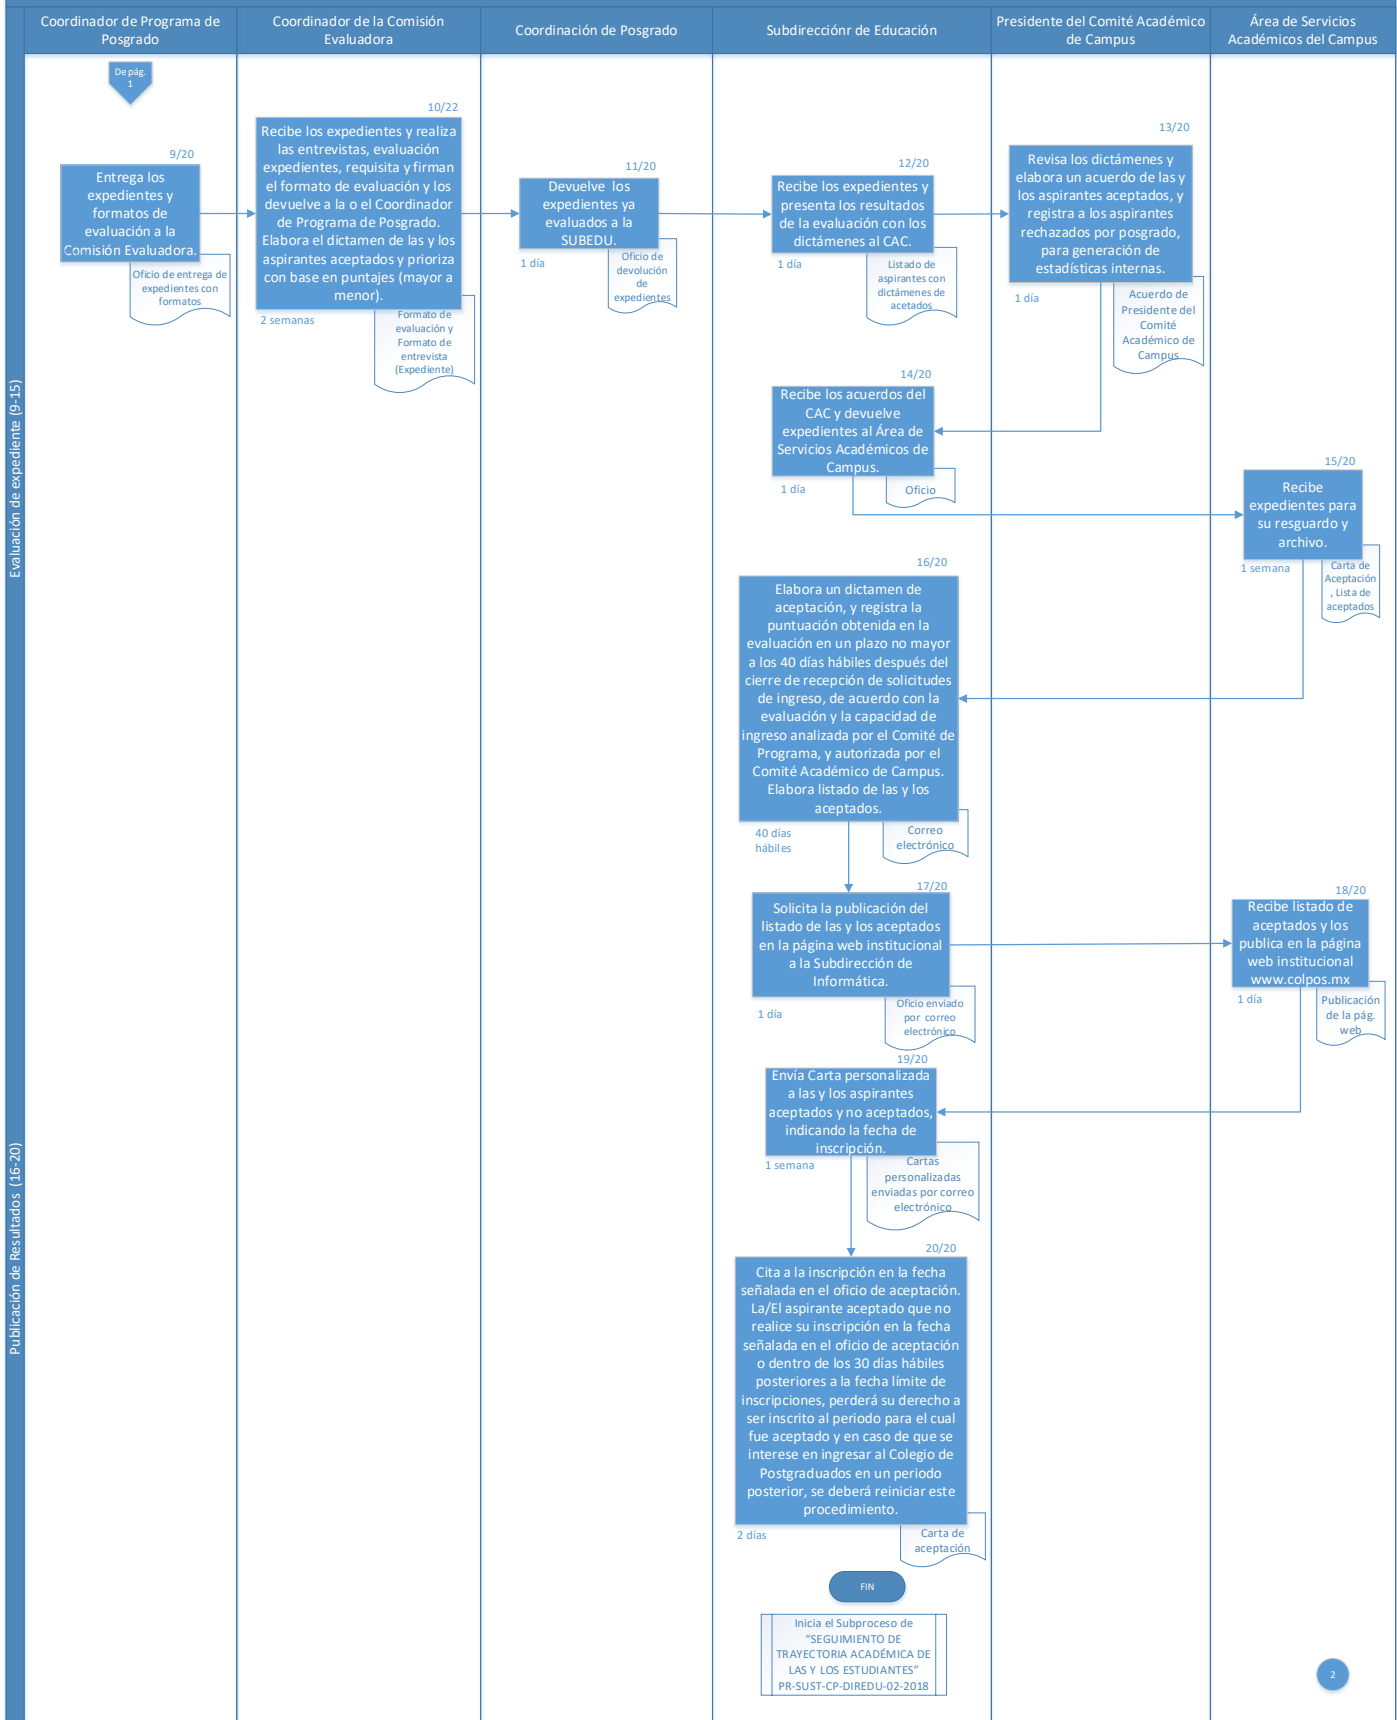 Coordinador de Programa de
Posgrado
Coordinador de la Comisión
Evaluadora
Coordinación de Posgrado
Subdirecciónr de Educación
Presidente del Comité Académico
de Campus
Área de Servicios
Académicos del Campus
Evaluación de expediente (9-15)
De pág.
1
9/20
Entrega los
expedientes y
formatos de
evaluación a la
Comisión Evaluadora.
Oficio de entrega de
expedientes con
formatos
10/22
Recibe los expedientes y realiza
las entrevistas, evaluación
expedientes, requisita y firman
el formato de evaluación y los
devuelve a la o el Coordinador
de Programa de Posgrado.
Elabora el dictamen de las y los
aspirantes aceptados y prioriza
con base en puntajes (mayor a
menor).
2 semanas
Formato de
evaluación y
Formato de
entrevista
(Expediente)
11/20
Devuelve los
expedientes ya
evaluados a la
SUBEDU.
1 día
Oficio de
devolución
de
expedientes
12/20
Recibe los expedientes y
presenta los resultados
de la evaluación con los
dictámenes al CAC.
1 día
Listado de
aspirantes con
dictámenes de
acetados
13/20
Revisa los dictámenes y
elabora un acuerdo de las y
los aspirantes aceptados, y
registra a los aspirantes
rechazados por posgrado,
para generación de
estadísticas internas.
1 día
Acuerdo de
Presidente del
Comité
Académico de
Campus
14/20
Recibe los acuerdos del
CAC y devuelve
expedientes al Área de
Servicios Académicos de
Campus.
1 día
Oficio
15/20
Recibe
expedientes para
su resguardo y
archivo.
1 semana
Carta de
Aceptación
, Lista de
aceptados
Publicación de Resultados (16-20)
16/20
Elabora un dictamen de
aceptación, y registra la
puntuación obtenida en la
evaluación en un plazo no mayor
a los 40 días hábiles después del
cierre de recepción de solicitudes
de ingreso, de acuerdo con la
evaluación y la capacidad de
ingreso analizada por el Comité de
Programa, y autorizada por el
Comité Académico de Campus.
Elabora listado de las y los
aceptados.
40 días
hábiles
Correo
electrónico
17/20
Solicita la publicación del
listado de las y los aceptados
en la página web institucional
a la Subdirección de
Informática.
1 día
Oficio enviado
por correo
electrónico
18/20
Recibe listado de
aceptados y los
publica en la página
web institucional
www.colpos.mx
1 día
Publicación
de la pág.
web
19/20
Envía Carta personalizada
a las y los aspirantes
aceptados y no aceptados,
indicando la fecha de
inscripción.
1 semana
Cartas
personalizadas
enviadas por correo
electrónico
20/20
Cita a la inscripción en la fecha
señalada en el oficio de aceptación.
La/El aspirante aceptado que no
realice su inscripción en la fecha
señalada en el oficio de aceptación
o dentro de los 30 días hábiles
posteriores a la fecha límite de
inscripciones, perderá su derecho a
ser inscrito al periodo para el cual
fue aceptado y en caso de que se
interese en ingresar al Colegio de
Postgraduados en un periodo
posterior, se deberá reiniciar este
procedimiento.
2 días
Carta de
aceptación
FIN
Inicia el Subproceso de
“SEGUIMIENTO DE
TRAYECTORIA ACADÉMICA DE
LAS Y LOS ESTUDIANTES”
PR-SUST-CP-DIREDU-02-2018
2